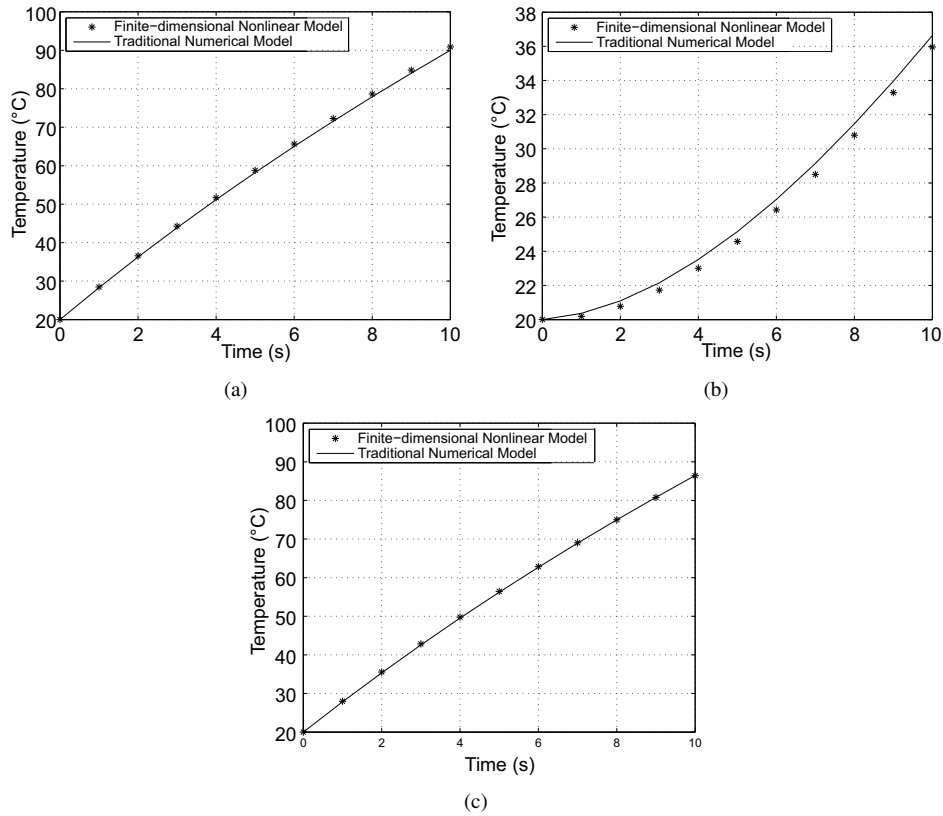 Finite-dimensional Nonlinear Model
Traditional Numerical Model
Temperature (°C)
100
90
80
70
60
50
40
30
20
0 2 4 6 8 10
Time (s)
(a)
Finite-dimensional Nonlinear Model
Traditional Numerical Model
Temperature (°C)
38
36
34
32
30
28
26
24
22
20
0 2 4 6 8 10
Time (s)
(b)
Finite-dimensional Nonlinear Model
Traditional Numerical Model
Temperature (°C)
100
90
80
70
60
50
40
30
20
0 2 4 6 8 10
Time (s)
(c)